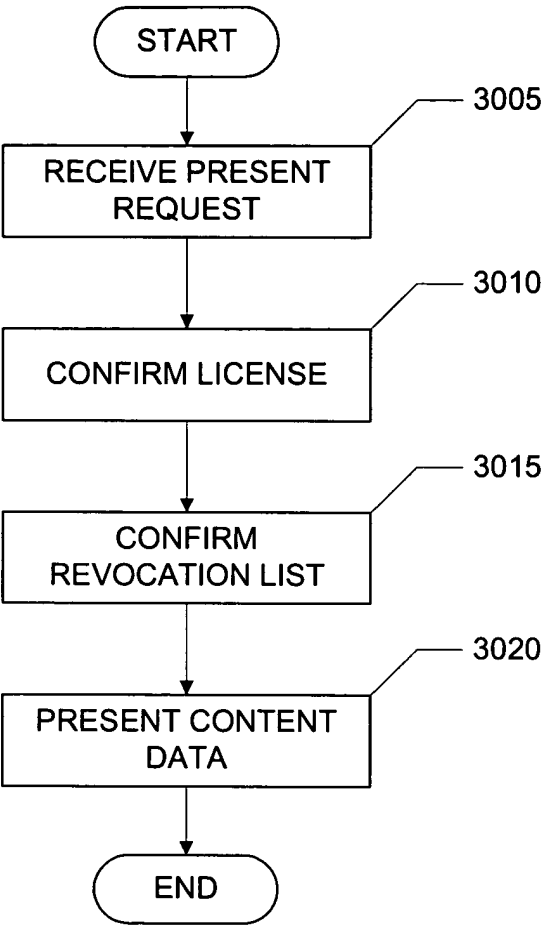 START
3005
RECEIVE PRESENT
REQUEST
3010
CONFIRM LICENSE
3015
CONFIRM
REVOCATION LIST
3020
PRESENT CONTENT
DATA
END